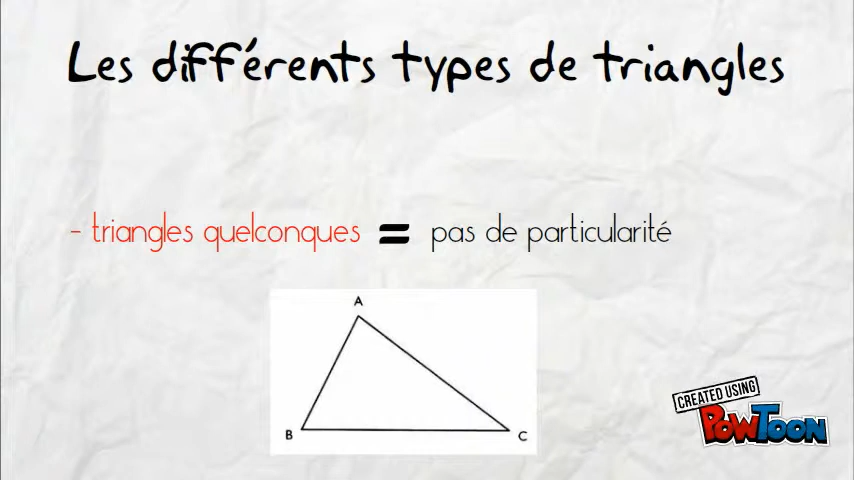 Les différents types de triangles
- triangles quelconques = pas de particularité
A
B
C
CREATED USING
POWTOON